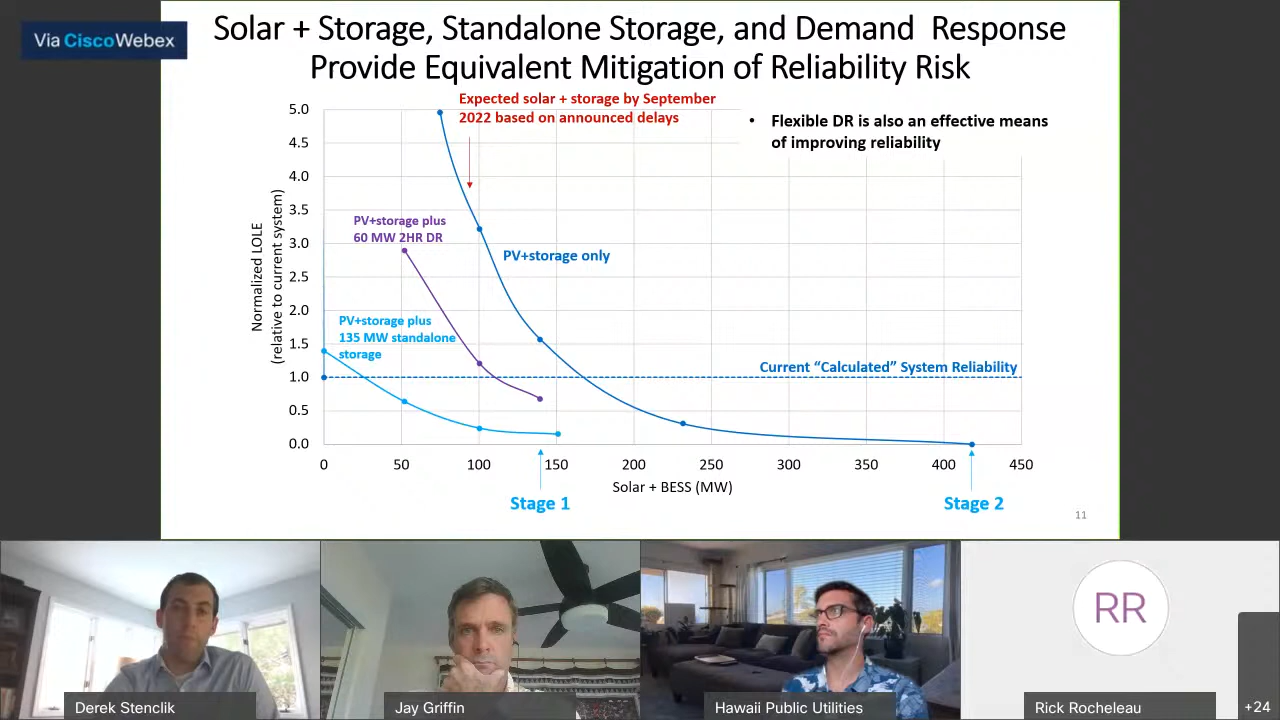 Via CiscoWebex
Solar + Storage, Standalone Storage, and Demand Response
Provide Equivalent Mitigation of Reliability Risk
Expected solar + storage by September
2022 based on announced delays
• Flexible DR is also an effective means
of improving reliability
PV+storage plus
60 MW 2HR DR
PV+storage only
PV+storage plus
135 MW standalone
storage
Current “Calculated” System Reliability
Normalized LOLE
(relative to current system)
5.0
4.5
4.0
3.5
3.0
2.5
2.0
1.5
1.0
0.5
0.0
0 50 100 150 200 250 300 350 400 450
Solar + BESS (MW)
Stage 1
Stage 2
11
RR
Derek Stenclik
Jay Griffin
Hawaii Public Utilities
Rick Rocheleau
+24